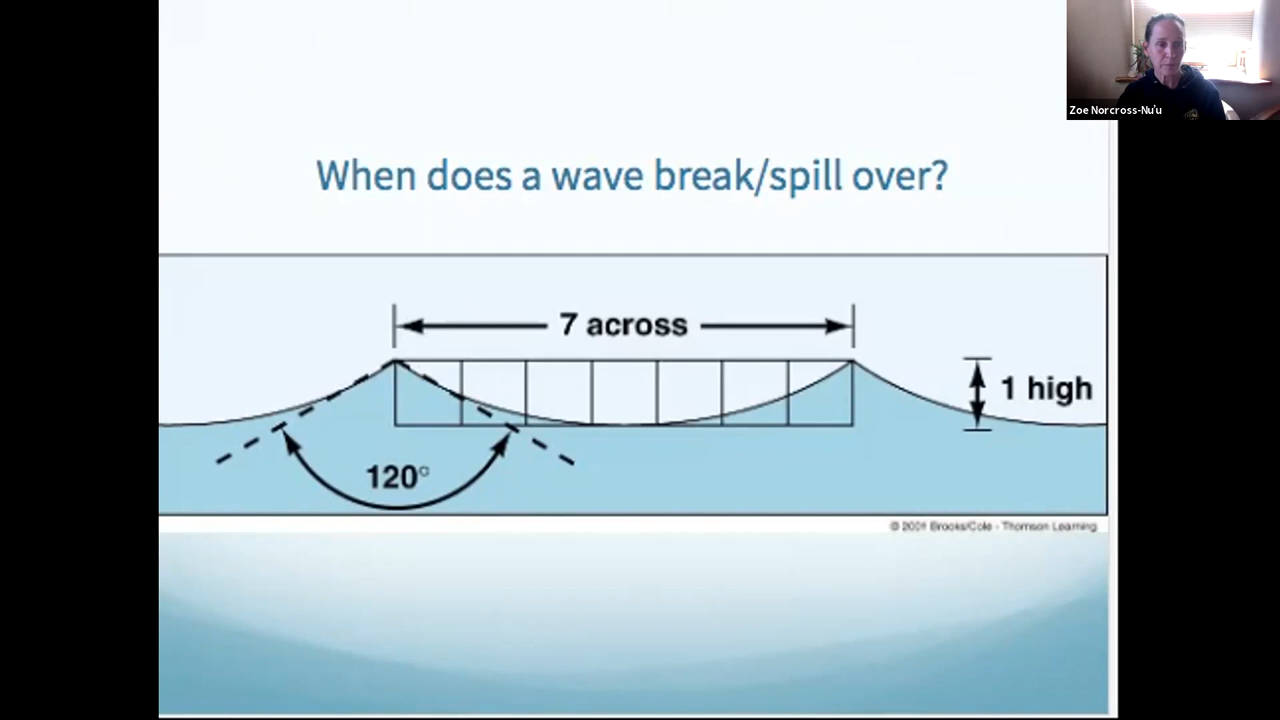 Zoe Norcross-Nu'u
When does a wave break/spill over?
7 across
1 high
120°
© 2001 Brooks/Cole - Thomson Learning